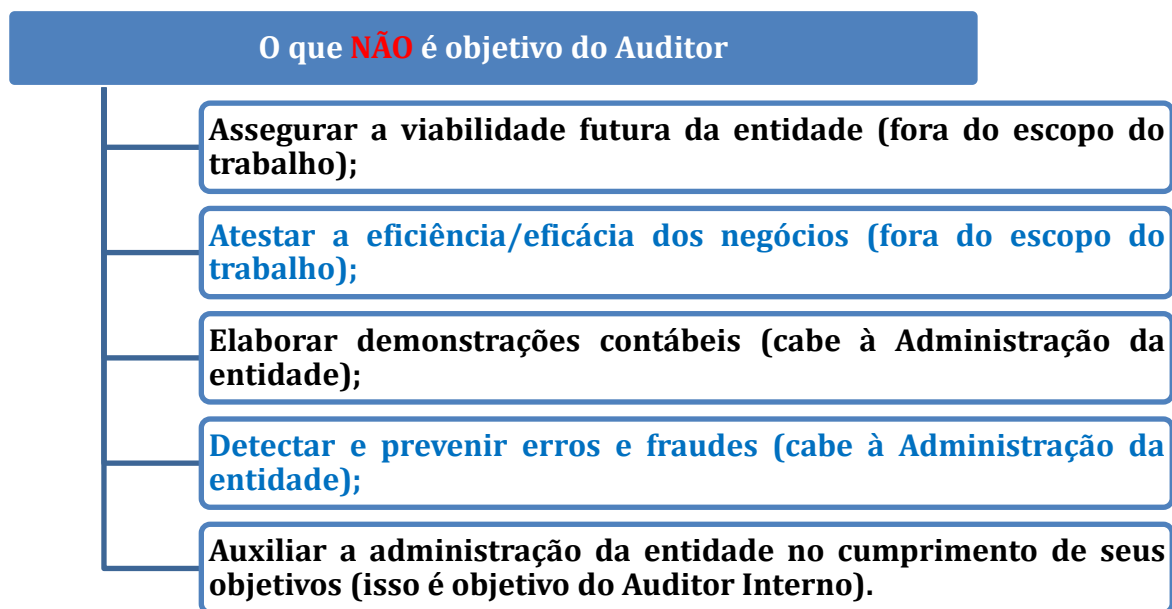 O que NÃO é objetivo do Auditor
Assegurar a viabilidade futura da entidade (fora do escopo do
trabalho);
Atestar a eficiência/eficácia dos negócios (fora do escopo do
trabalho);
Elaborar demonstrações contábeis (cabe à Administração da
entidade);
Detectar e prevenir erros e fraudes (cabe à Administração da
entidade);
Auxiliar a administração da entidade no cumprimento de seus
objetivos (isso é objetivo do Auditor Interno).